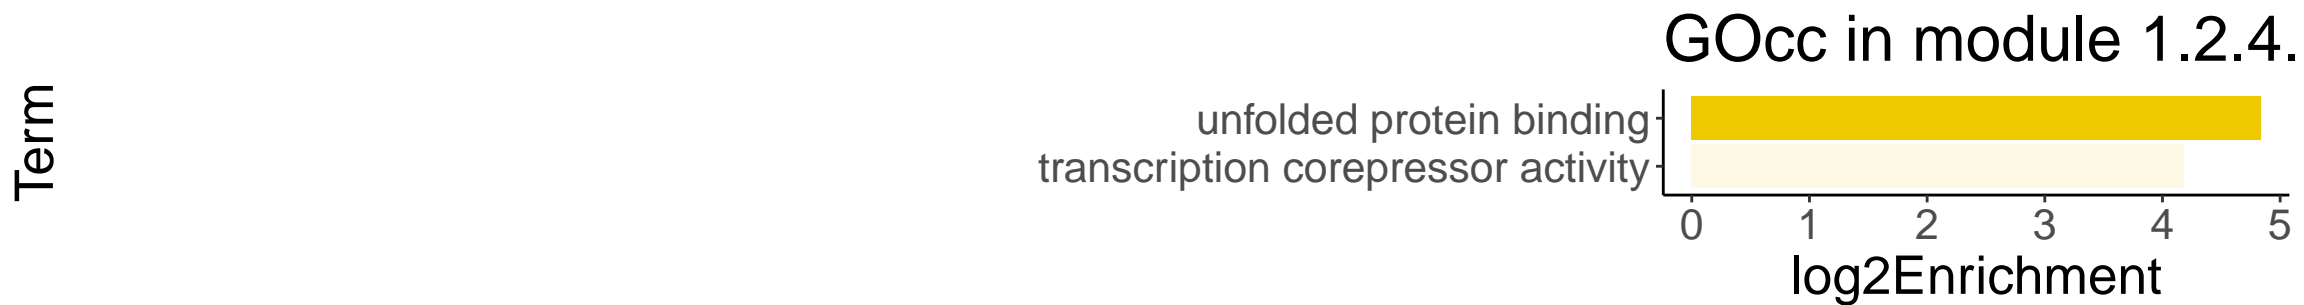 GOcc in module 1.2.4.
Term
unfolded protein binding
transcription corepressor activity
0 1 2 3 4 5
log2Enrichment